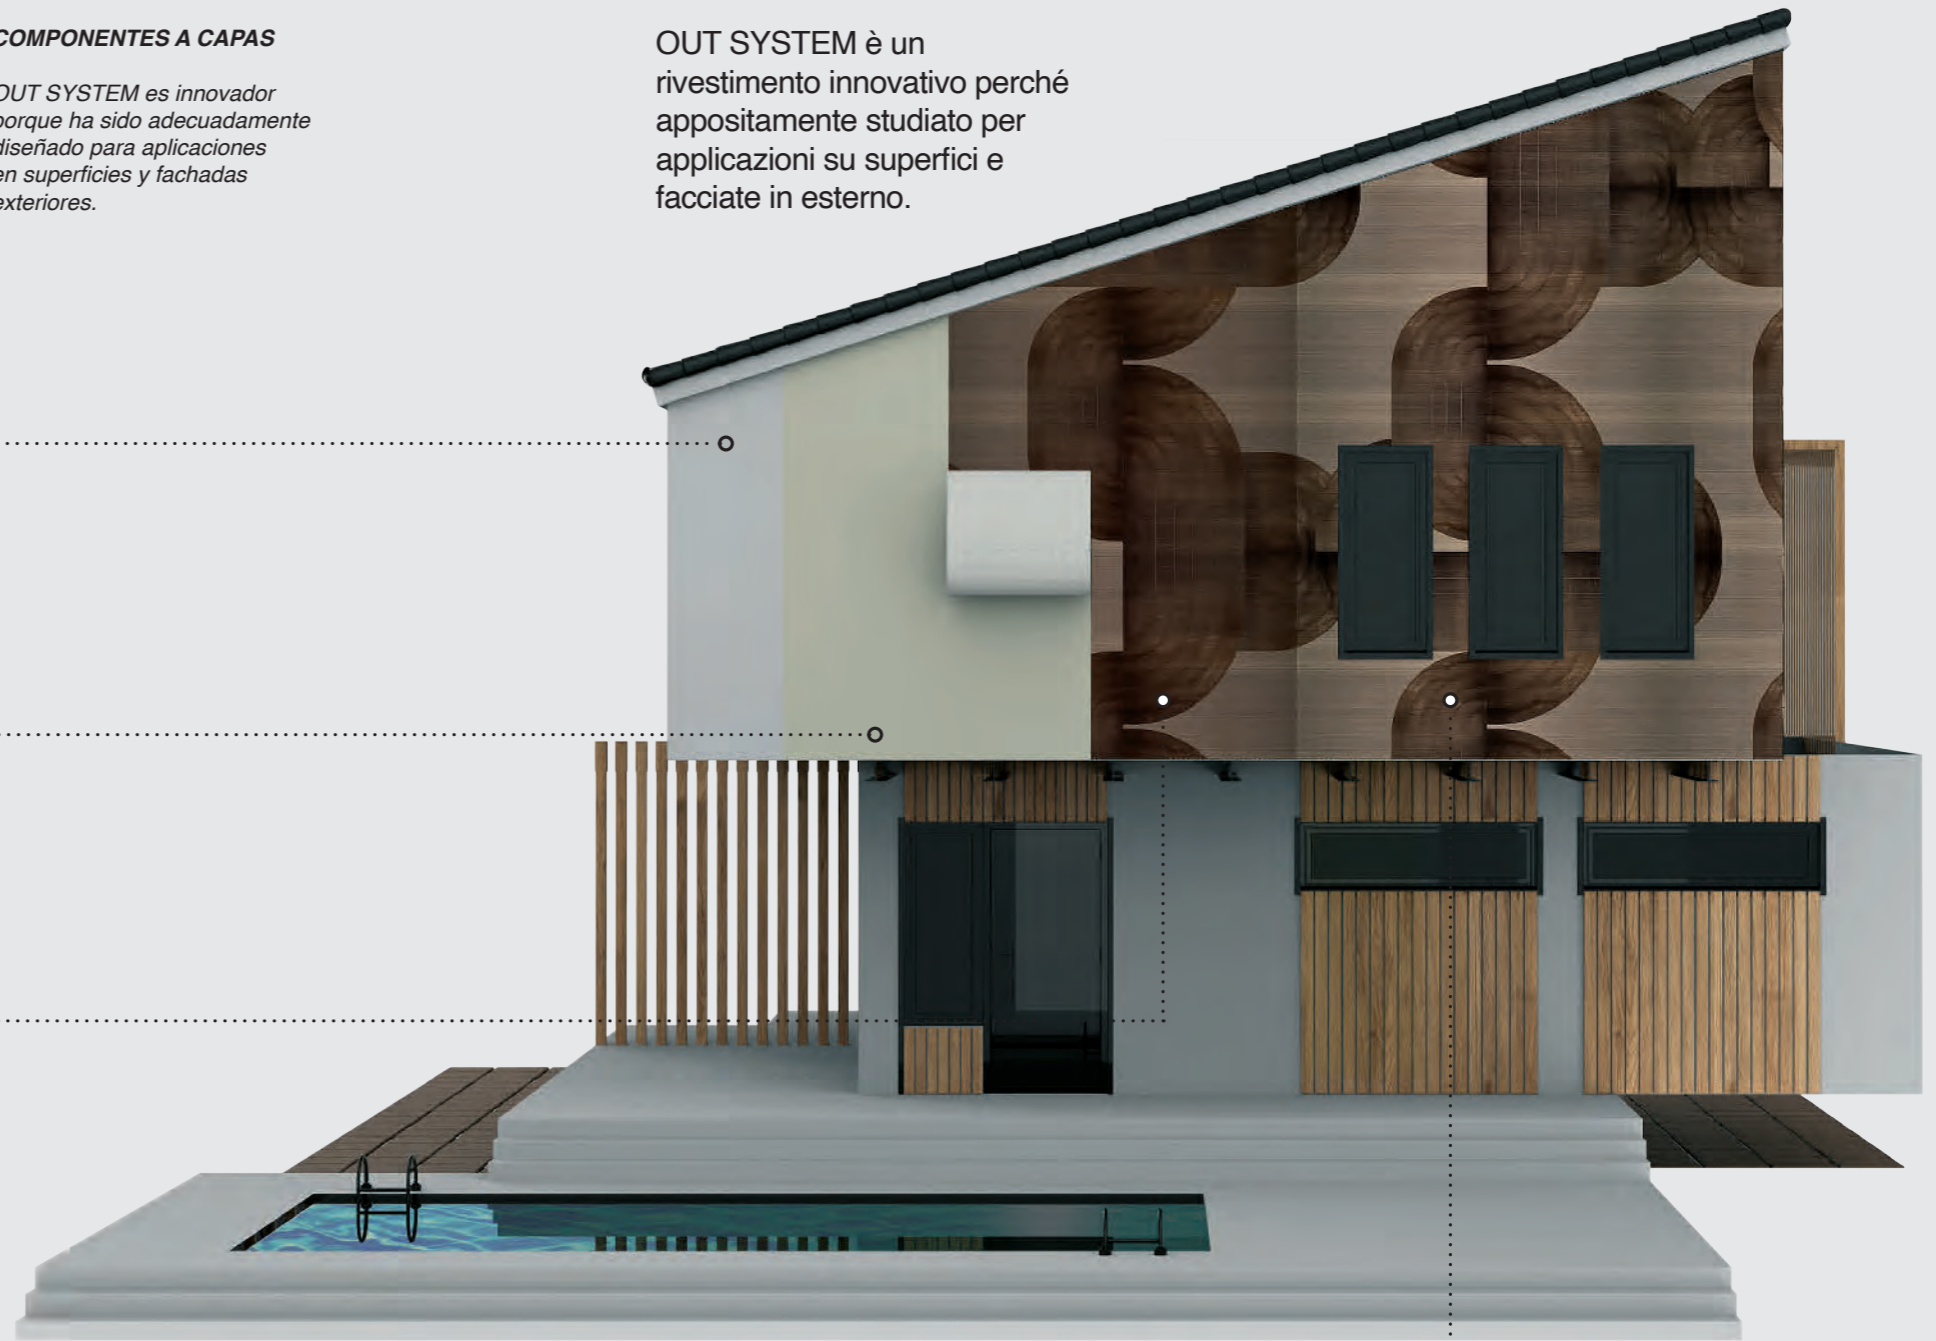 COMPONENTES A CAPAS
OUT SYSTEM es innovador
porque ha sido adecuadamente
diseñado para aplicaciones
en superficies y fachadas
exteriores.
OUT SYSTEM è un
rivestimento innovativo perché
appositamente studiato per
applicazioni su superfici e
facciate in esterno.